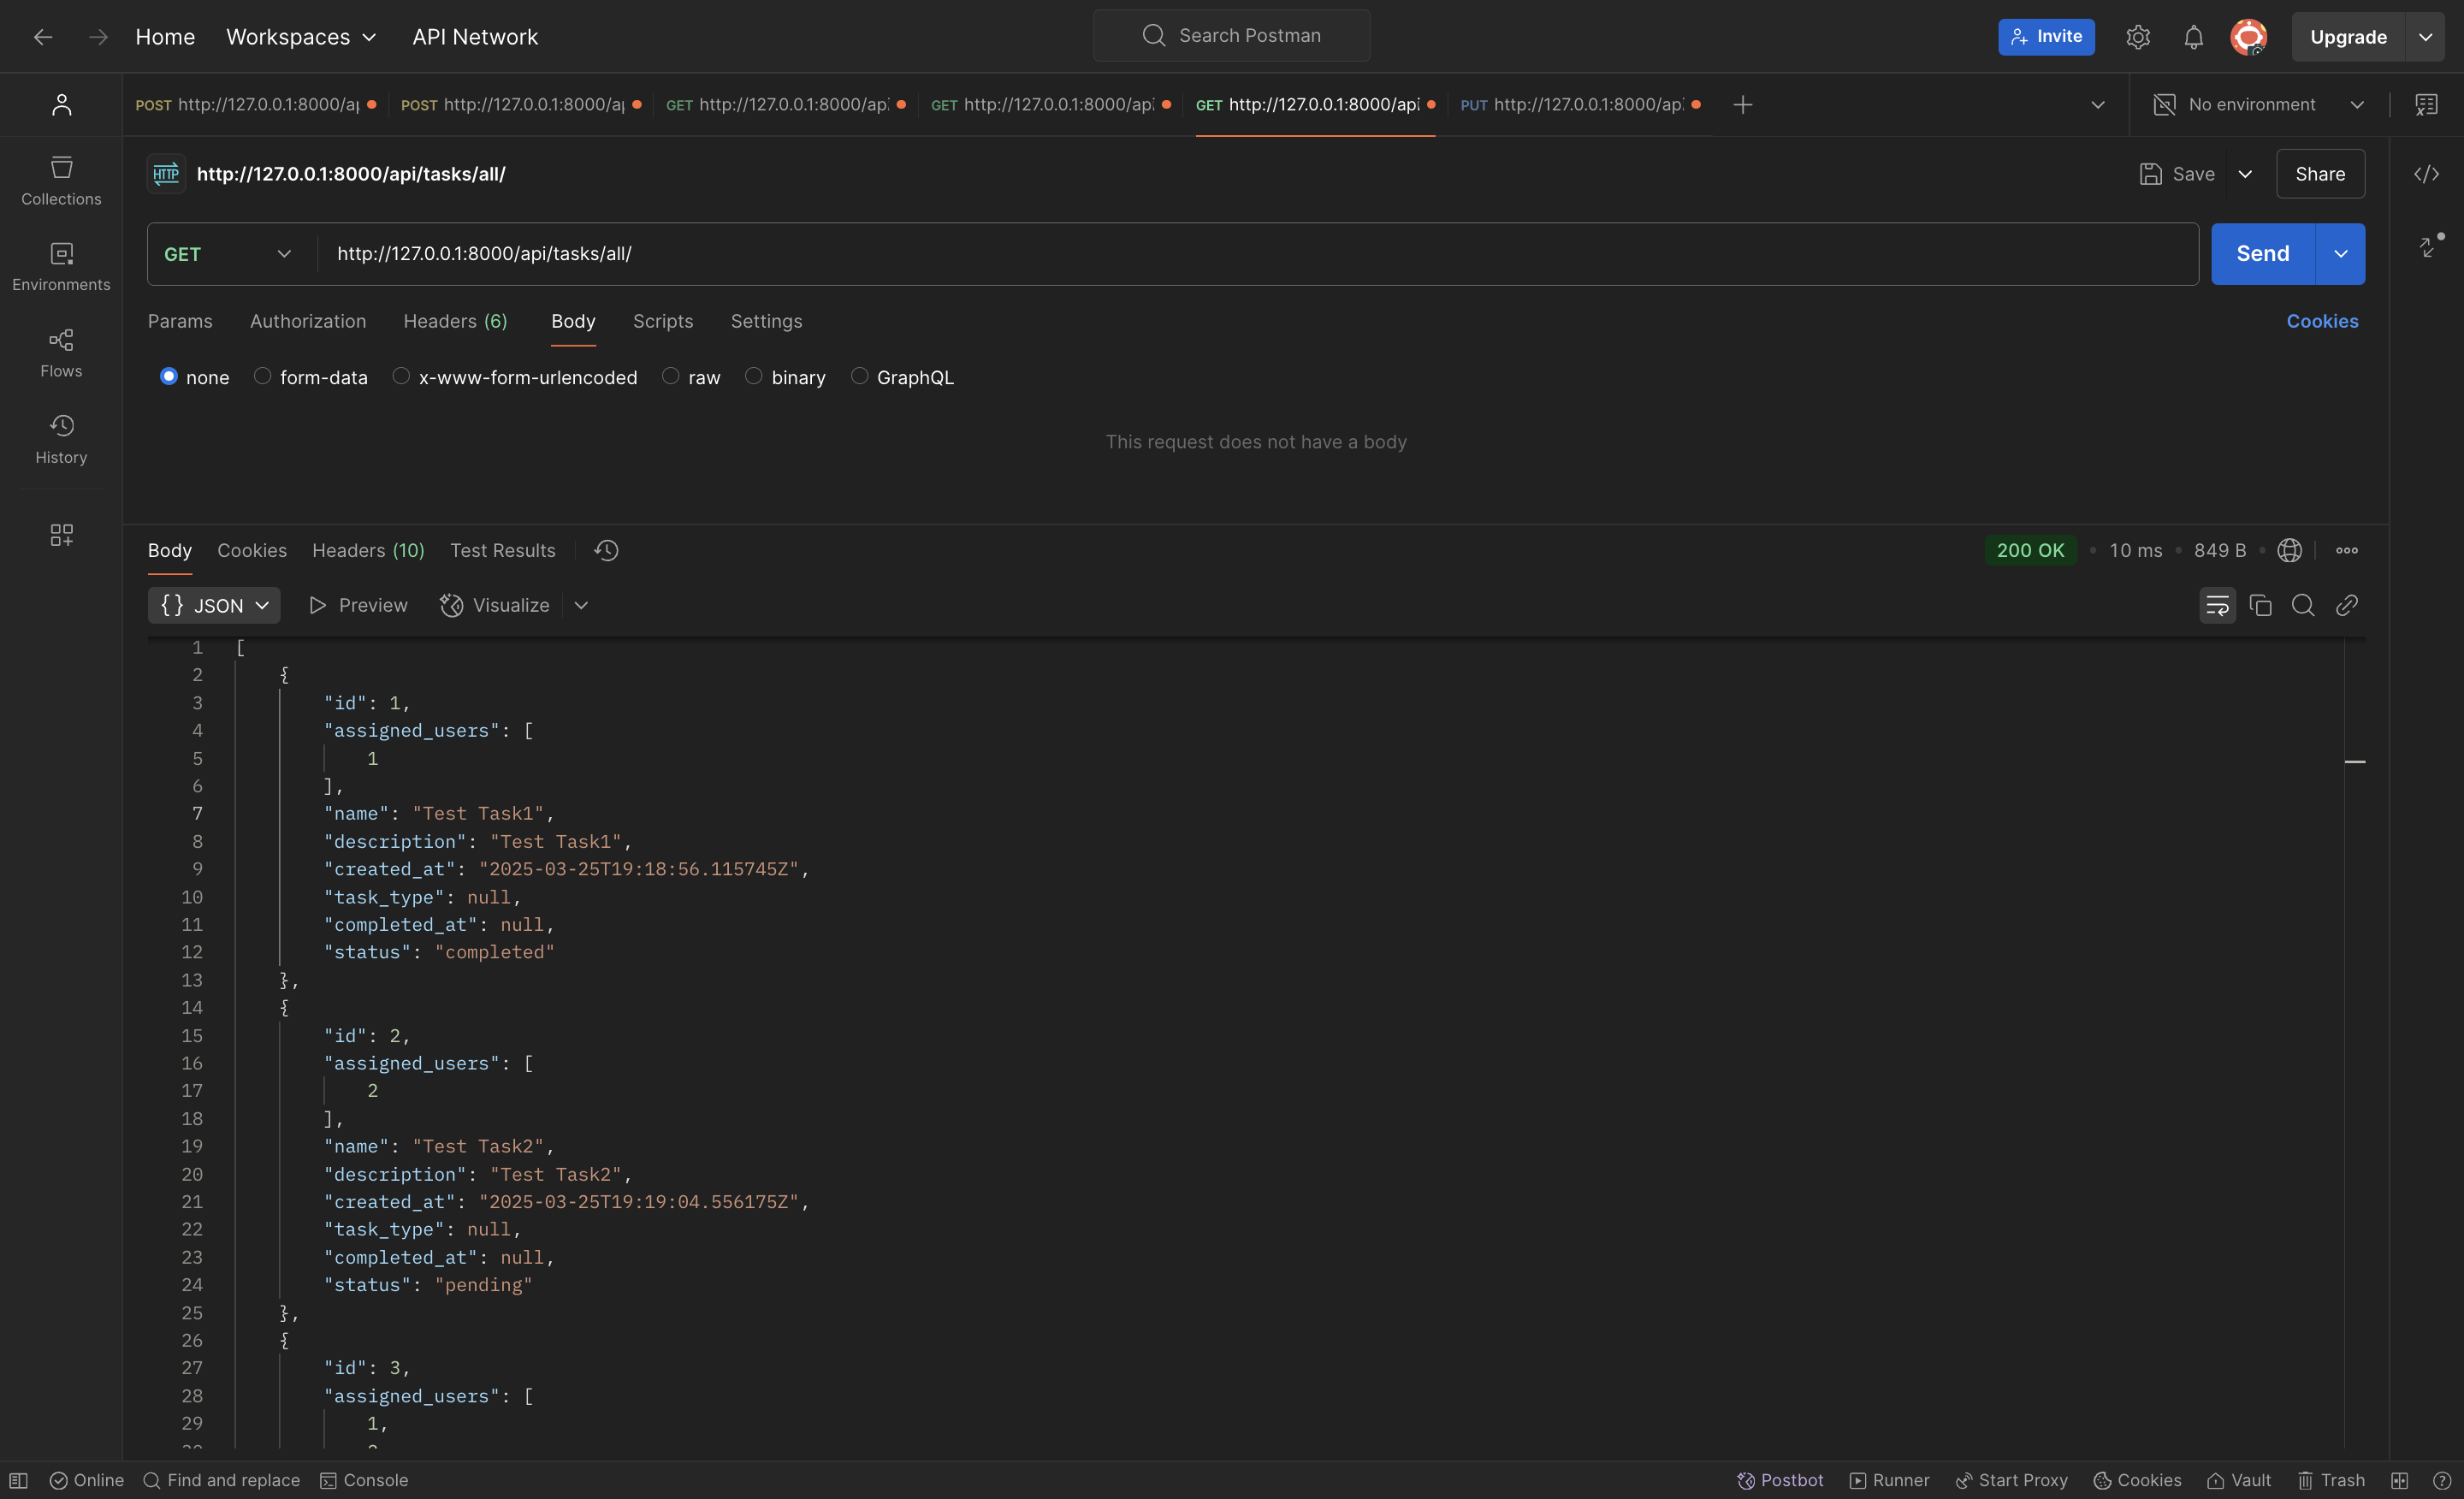 Home Workspaces API Network Search Postman Invite Upgrade
POST http://127.0.0.1:8000/a POST http://127.0.0.1:8000/a GET http://127.0.0.1:8000/api GET http://127.0.0.1:8000/api GET http://127.0.0.1:8000/api PUT http://127.0.0.1:8000/ap No environment
Collections
Environments
Flows
History
HTTP http://127.0.0.1:8000/api/tasks/all/ Save Share
GET http://127.0.0.1:8000/api/tasks/all/ Send
Params Authorization Headers (6) Body Scripts Settings Cookies
none form-data x-www-form-urlencoded raw binary GraphQL
This request does not have a body
Body Cookies Headers (10) Test Results 200 OK 10 ms 849 B
{} JSON Preview Visualize
1 [
2 {
3 "id": 1,
4 "assigned_users": [
5 1
6 ],
7 "name": "Test Task1",
8 "description": "Test Task1",
9 "created_at": "2025-03-25T19:18:56.115745Z",
10 "task_type": null,
11 "completed_at": null,
12 "status": "completed"
13 },
14 {
15 "id": 2,
16 "assigned_users": [
17 2
18 ],
19 "name": "Test Task2",
20 "description": "Test Task2",
21 "created_at": "2025-03-25T19:19:04.556175Z",
22 "task_type": null,
23 "completed_at": null,
24 "status": "pending"
25 },
26 {
27 "id": 3,
28 "assigned_users": [
29 1,
Online Find and replace Console Postbot Runner Start Proxy Cookies Vault Trash